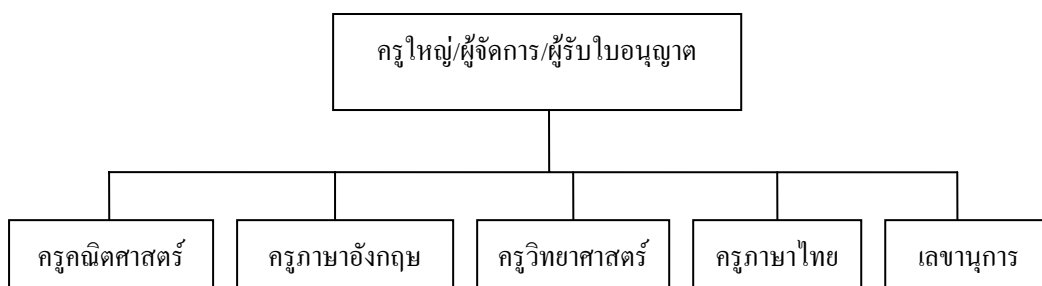 ครูใหญ่/ผู้จัดการ/ผู้รับใบอนุญาต
ครูคณิตศาสตร์
ครูภาษาอังกฤษ
ครูวิทยาศาสตร์
ครูภาษาไทย
เลขานุการ